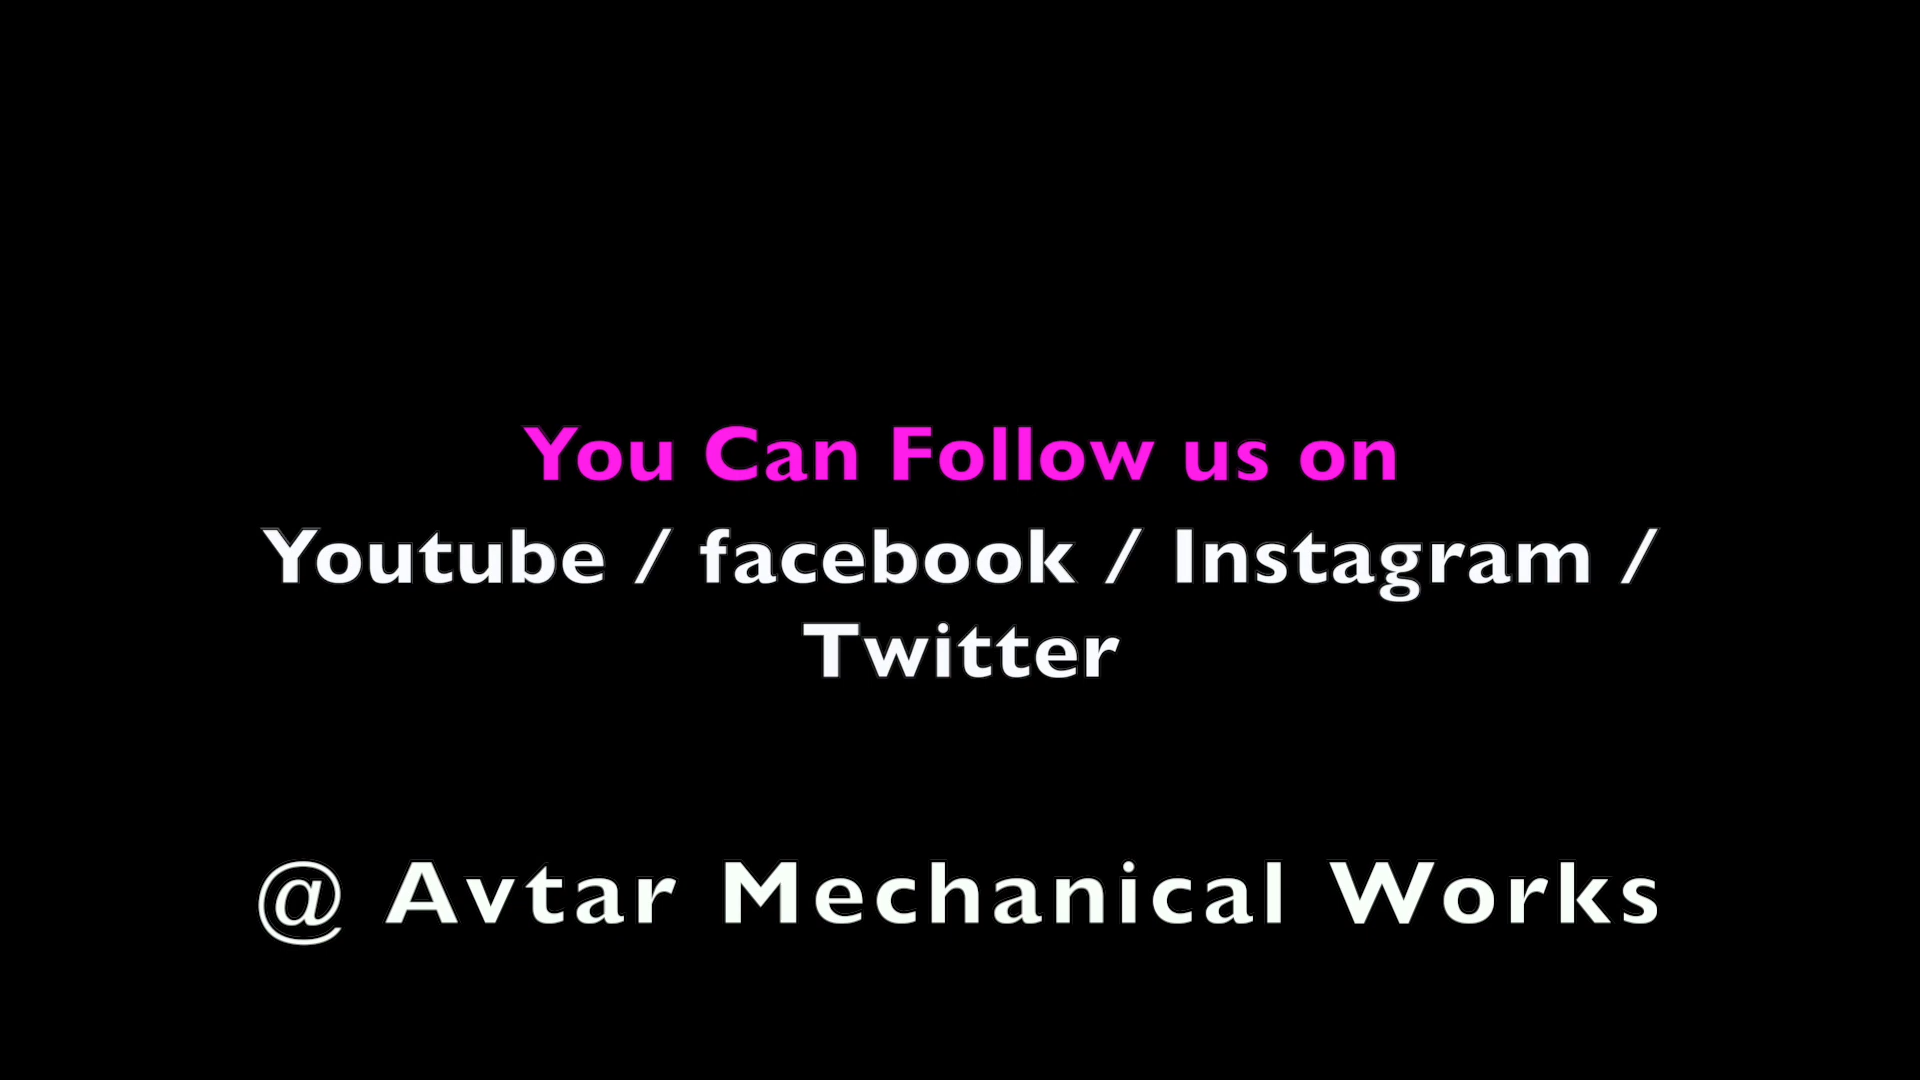 You Can Follow us on
Youtube / facebook / Instagram /
Twitter
@ Avtar Mechanical Works